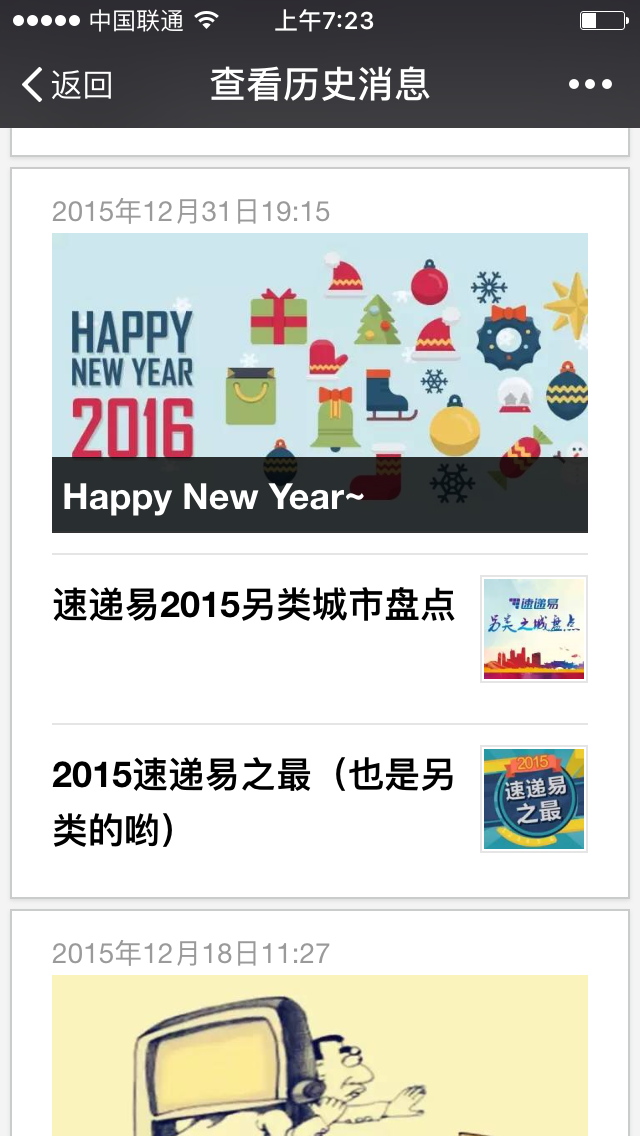 中国联通
上午7:23
返回
查看历史消息
2015年12月31日19:15
HAPPY
NEW YEAR
2016
Happy New Year~
速递易2015另类城市盘点
速递易
另类之城盘点
2015速递易之最（也是另
类的哟）
2015
速递易
之最
2015年12月18日11:27